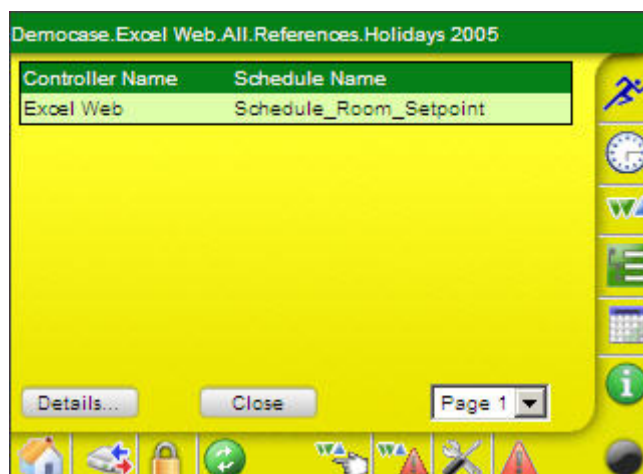 Democase.Excel Web.All.References.Holidays 2005
Controller Name Schedule Name
Excel Web Schedule_Room_Setpoint
Details... Close Page 1